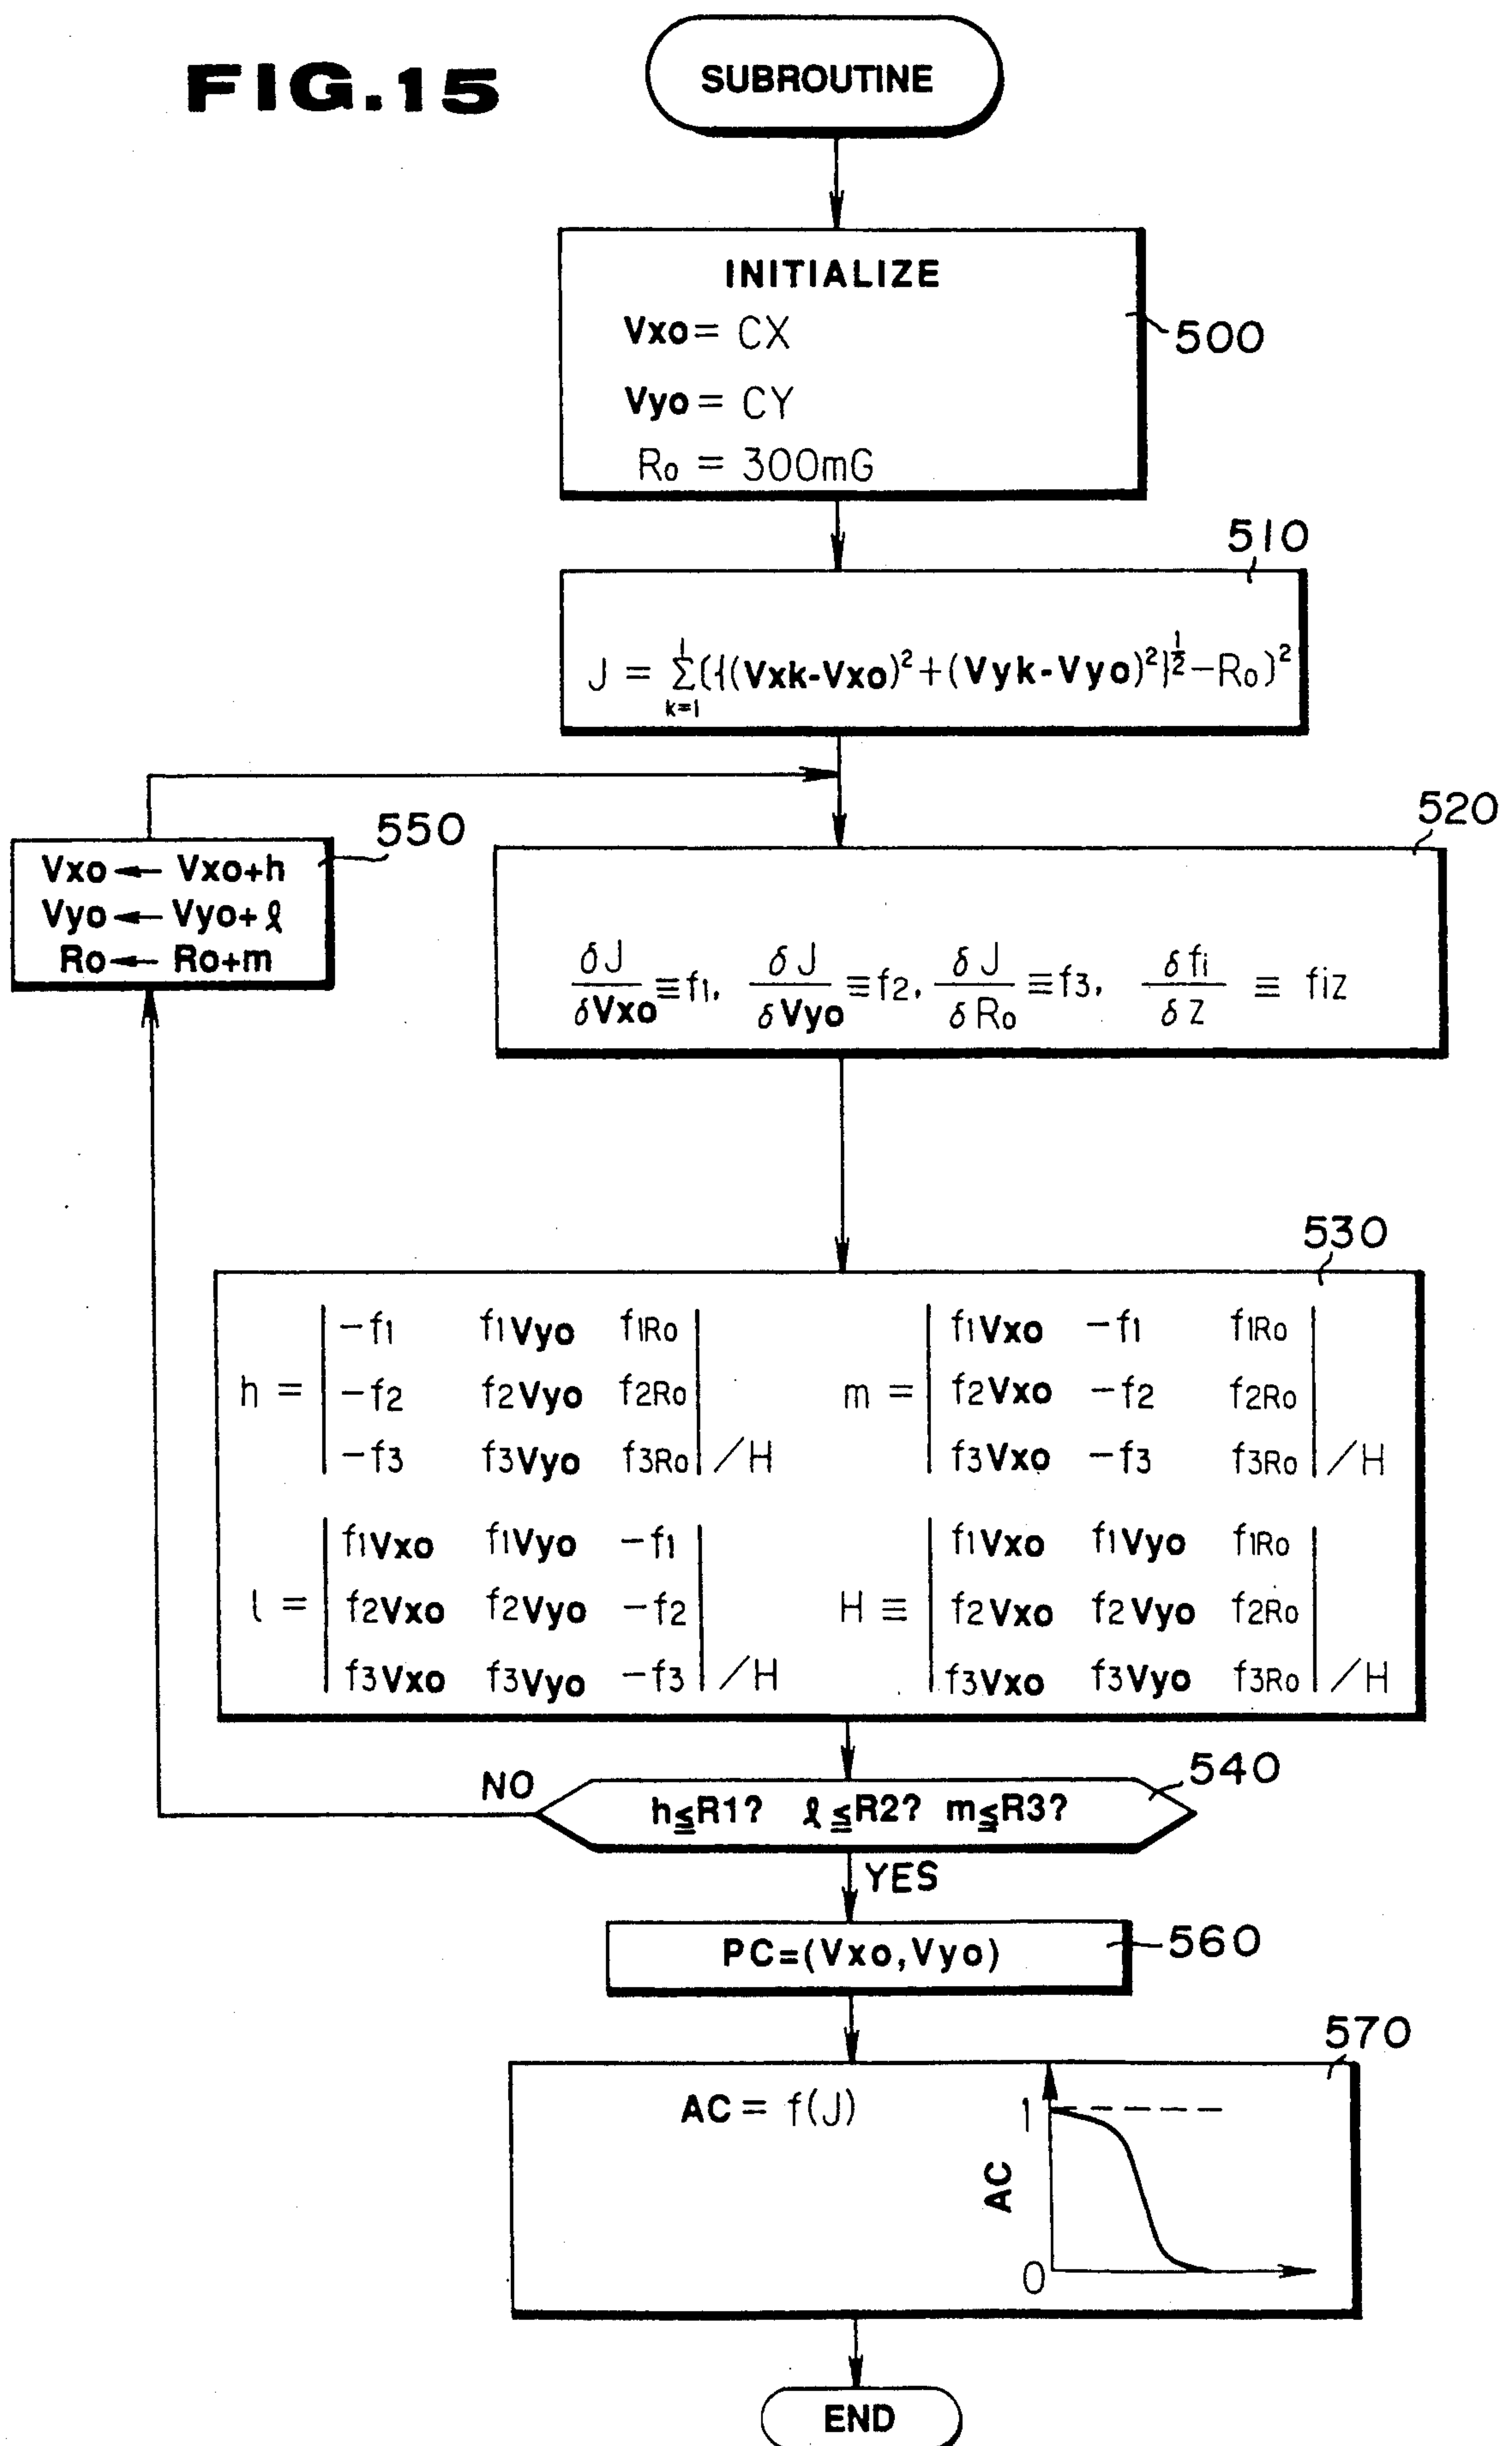 FIG.15
SUBROUTINE
INITIALIZE
Vxo = CX
Vyo = CY
Ro = 300mG
500
510
J = Σ k=1 i ({(Vxk-Vxo)² + (Vyk-Vyo)²}^½ - Ro)²
550
Vxo ← Vxo+h
Vyo ← Vyo+ℓ
Ro ← Ro+m
520
δJ/δVxo ≡ f1, δJ/δVyo ≡ f2, δJ/δRo ≡ f3, δfi/δz ≡ fiz
530
h = | -f1 f1Vyo f1Ro |
| -f2 f2Vyo f2Ro |
| -f3 f3Vyo f3Ro | /H
m = | f1Vxo -f1 f1Ro |
| f2Vxo -f2 f2Ro |
| f3Vxo -f3 f3Ro | /H
l = | f1Vxo f1Vyo -f1 |
| f2Vxo f2Vyo -f2 |
| f3Vxo f3Vyo -f3 | /H
H ≡ | f1Vxo f1Vyo f1Ro |
| f2Vxo f2Vyo f2Ro |
| f3Vxo f3Vyo f3Ro | /H
540
NO
h≦R1? ℓ≦R2? m≦R3?
YES
PC=(Vxo,Vyo)
560
570
AC = f(J)
1
AC
0
END